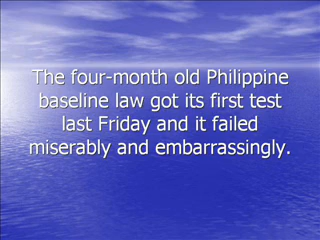 The four-month old Philippine
baseline law got its first test
last Friday and it failed
miserably and embarrassingly.